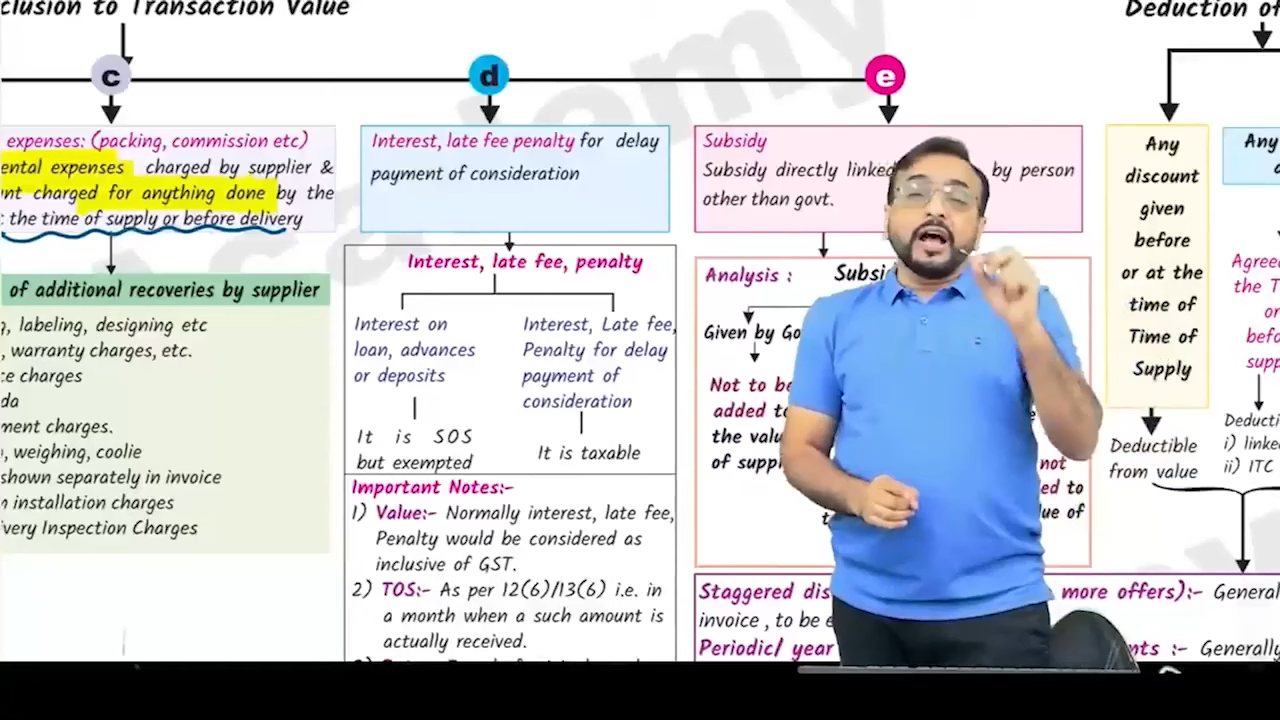 clusion to Transaction Value
Deduction of
c
d
e
expenses: (packing, commission etc)
ental expenses charged by supplier &
nt charged for anything done by the
the time of supply or before delivery
of additional recoveries by supplier
, labeling, designing etc
, warranty charges, etc.
ce charges
da
ment charges.
, weighing, coolie
shown separately in invoice
installation charges
ivery Inspection Charges
Interest, late fee penalty for delay
payment of consideration
Interest, late fee, penalty
Interest on
loan, advances
or deposits
It is SOS
but exempted
Interest, Late fee,
Penalty for delay
payment of
consideration
It is taxable
Important Notes:-
1) Value:- Normally interest, late fee,
Penalty would be considered as
inclusive of GST.
2) TOS:- As per 12(6)/13(6) i.e. in
a month when a such amount is
actually received.
Subsidy
Subsidy directly linked by person
other than govt.
Analysis : Subsi
Given by Go
Not to be
added to
the value
of supp
not
ed to
ue of
Staggered dis more offers):- General
invoice , to be e
Periodic/ year nts :- Generally
Any
discount
given
before
or at the
time of
Time of
Supply
Deductible
from value
Any
Agreed
the T
or
befo
supp
Deducti
i) linke
ii) ITC